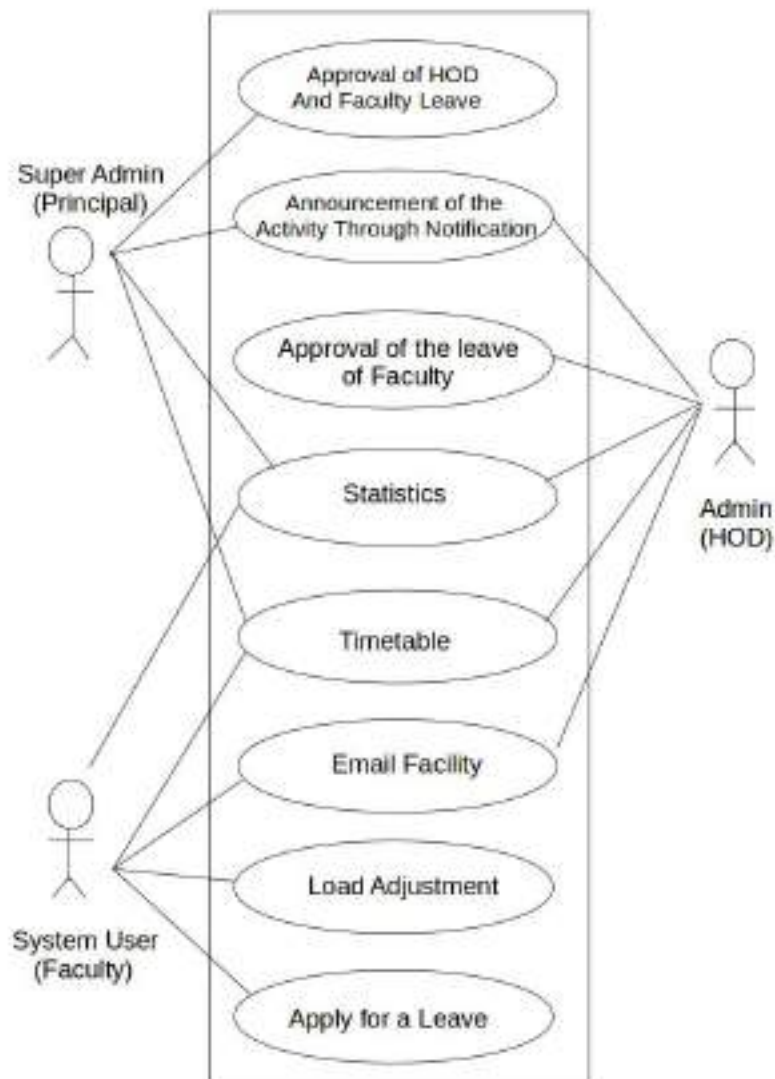 Approval of HOD
And Faculty Leave
Super Admin
(Principal)
Announcement of the
Activity Through Notification
Approval of the leave
of Faculty
Statistics
Admin
(HOD)
Timetable
Email Facility
Load Adjustment
System User
(Faculty)
Apply for a Leave